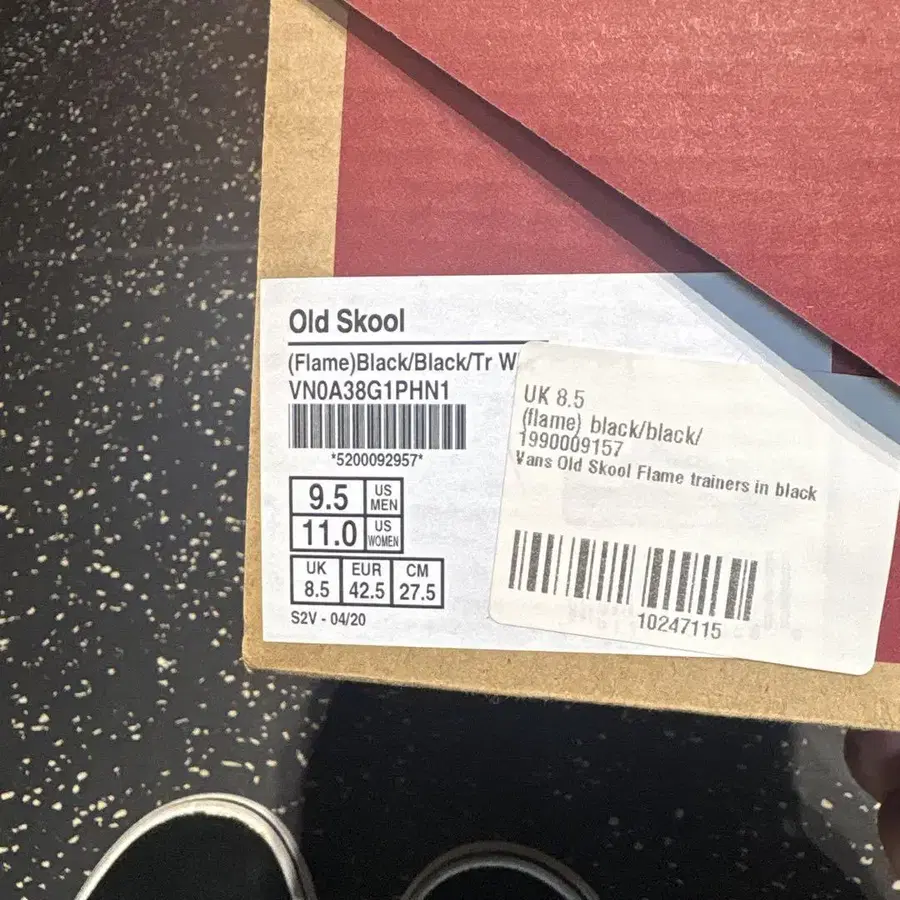 Old Skool
(Flame)Black/Black/Tr W
VN0A38G1PHN1
*5200092957*
9.5 US MEN
11.0 US WOMEN
UK EUR CM
8.5 42.5 27.5
S2V - 04/20
UK 8.5
(flame) black/black/
1990009157
Vans Old Skool Flame trainers in black
10247115